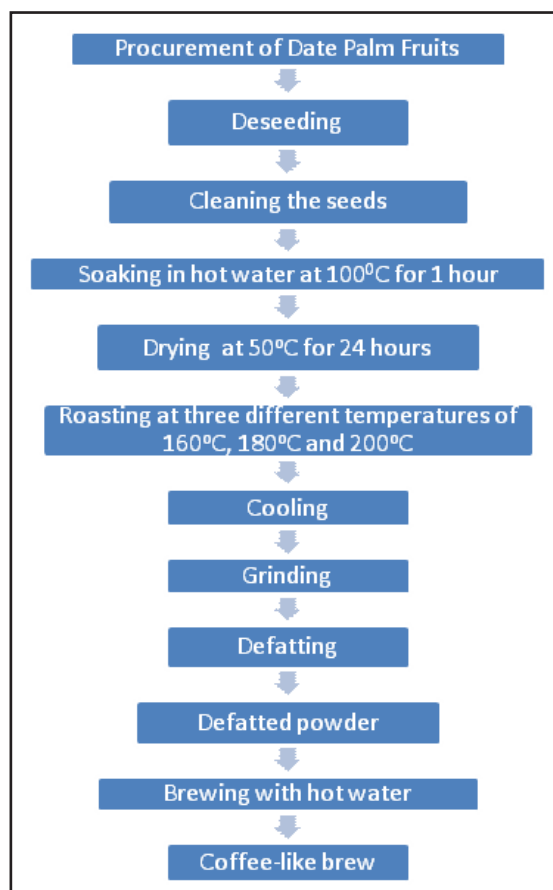 Procurement of Date Palm Fruits
Deseeding
Cleaning the seeds
Soaking in hot water at 100⁰C for 1 hour
Drying at 50⁰C for 24 hours
Roasting at three different temperatures of
160⁰C, 180⁰C and 200⁰C
Cooling
Grinding
Defatting
Defatted powder
Brewing with hot water
Coffee-like brew